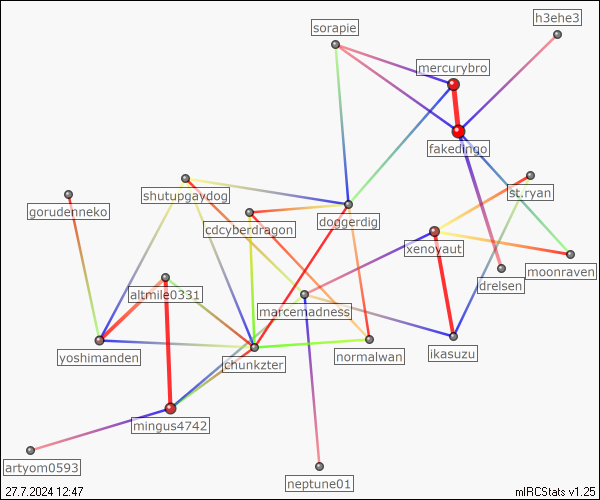 h3ehe3
sorapie
mercurybro
fakedingo
st.ryan
shutupgaydog
gorudenneko
cdcyberdragon
doggerdig
xenoyaut
moonraven
drelsen
altmile0331
marcemadness
yoshimanden
chunkzter
normalwan
ikasuzu
mingus4742
artyom0593
neptune01
27.7.2024 12:47
mIRCStats v1.25